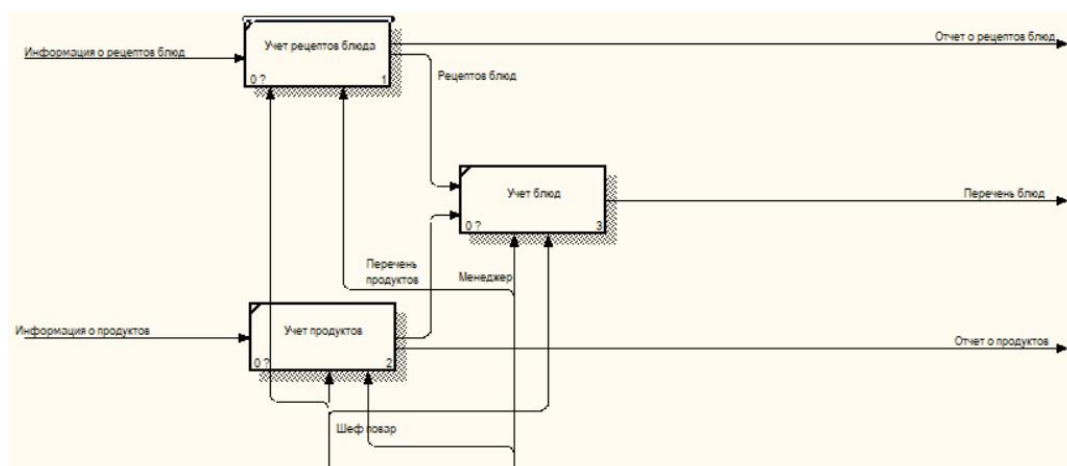 Учет рецептов блюда
0 ?
1
Информация о рецептов блюд
Отчет о рецептов блюд
Рецептов блюд
Учет блюд
0 ?
3
Перечень блюд
Перечень
продуктов
Менеджер
Учет продуктов
0 ?
2
Информация о продуктов
Отчет о продуктов
Шеф повар